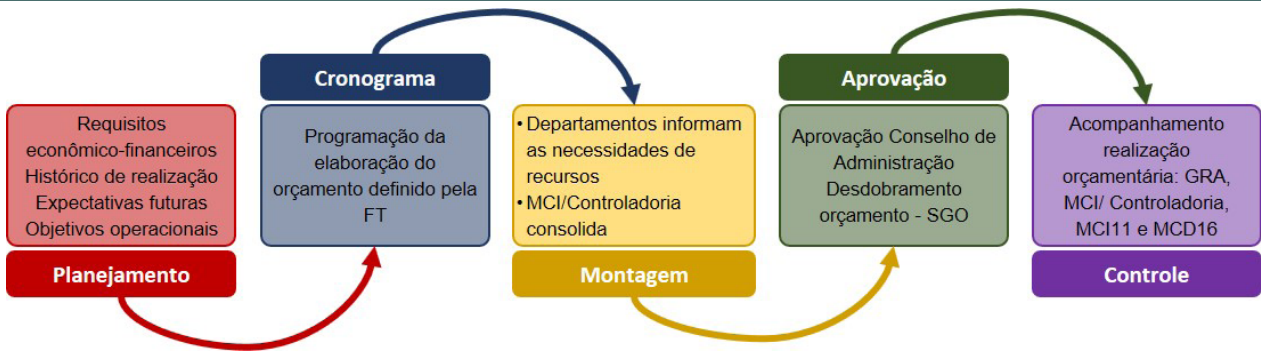 Requisitos
econômico-financeiros
Histórico de realização
Expectativas futuras
Objetivos operacionais
Planejamento
Cronograma
Programação da
elaboração do
orçamento definido pela
FT
• Departamentos informam
as necessidades de
recursos
• MCI/Controladoria
consolida
Montagem
Aprovação
Aprovação Conselho de
Administração
Desdobramento
orçamento - SGO
Acompanhamento
realização
orçamentária: GRA,
MCI/ Controladoria,
MCI11 e MCD16
Controle